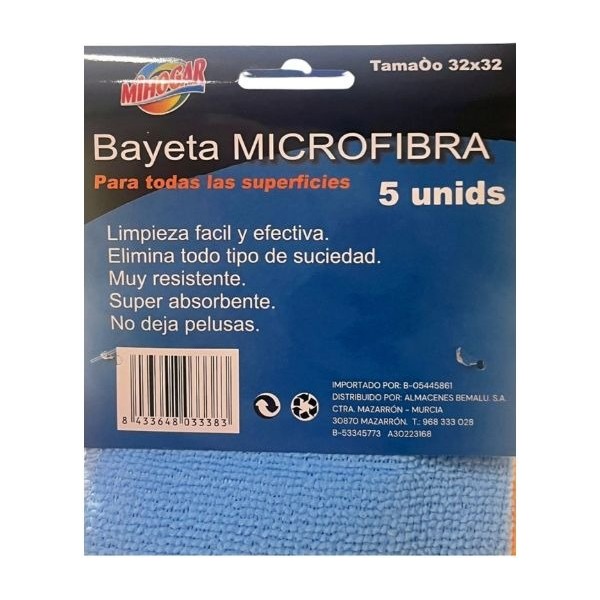 MIHOGAR
TamaÒo 32x32
Bayeta MICROFIBRA
Para todas las superficies
5 unids
Limpieza facil y efectiva.
Elimina todo tipo de suciedad.
Muy resistente.
Super absorbente.
No deja pelusas.
8 433648 033383
IMPORTADO POR: B-05445861
DISTRIBUIDO POR: ALMACENES BEMALU. S.A.
CTRA. MAZARRÓN - MURCIA
30870 MAZARRÓN. T.: 968 333 028
B-53345773 A30223168